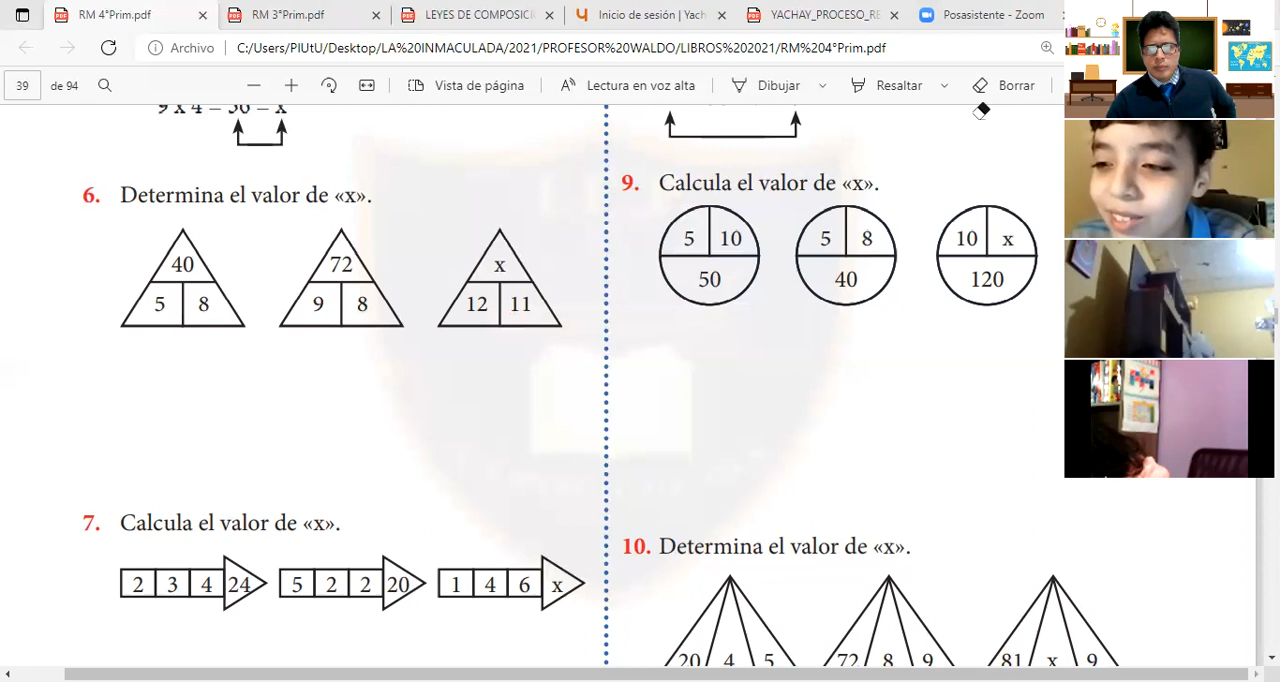 RM 4°Prim.pdf
RM 3°Prim.pdf
LEYES DE COMPOSICI
Inicio de sesión | Yach
YACHAY_PROCESO_RE
Posasistente - Zoom
Archivo
C:/Users/PIUtU/Desktop/LA%20INMACULADA/2021/PROFESOR%20WALDO/LIBROS%202021/RM%204°Prim.pdf
39 de 94
Vista de página
Lectura en voz alta
Dibujar
Resaltar
Borrar
9 x 4 = 36 = x
6. Determina el valor de «x».
40
5 8
72
9 8
x
12 11
7. Calcula el valor de «x».
2 3 4 24
5 2 2 20
1 4 6 x
9. Calcula el valor de «x».
5 10
50
5 8
40
10 x
120
10. Determina el valor de «x».
20 4 5
72 8 9
81 x 9